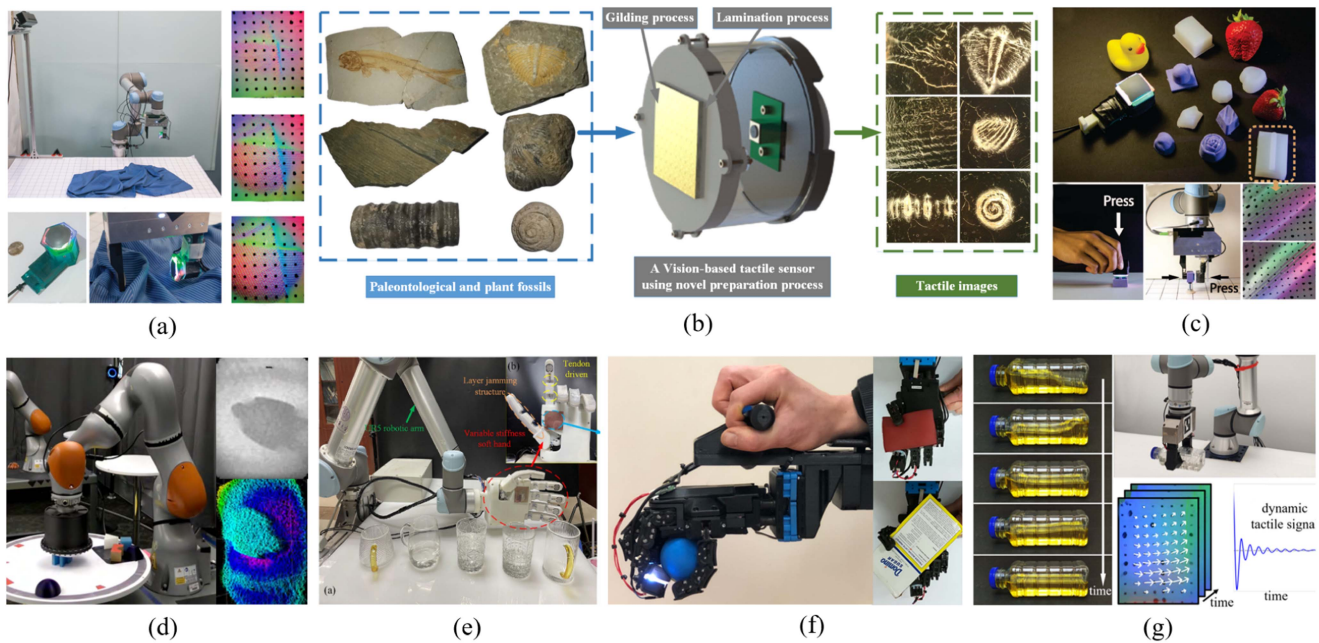 Gilding process
Lamination process
Paleontological and plant fossils
A Vision-based tactile sensor
using novel preparation process
Tactile images
Press
Press
(a)
(b)
(c)
(b)
Tendon
driven
Layer jamming
structure
robotic arm
Variable stiffness
soft hand
(a)
Domino
time
dynamic
tactile signa
time
time
(d)
(e)
(f)
(g)